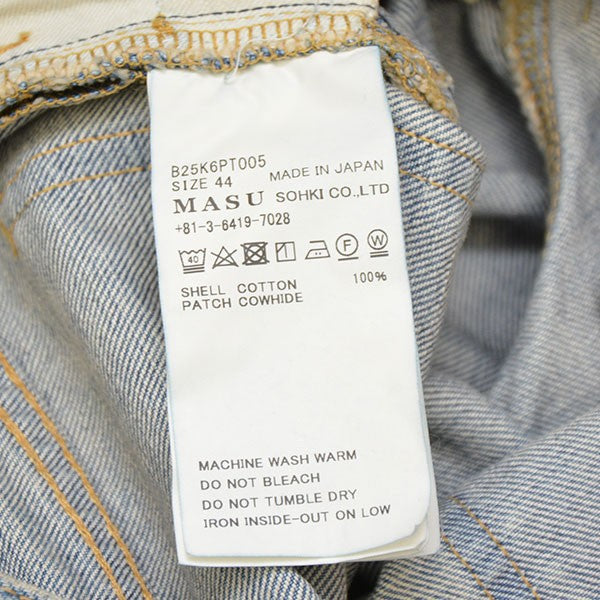 B25K6PT005
SIZE 44 MADE IN JAPAN
MASU SOHKI CO.,LTD
+81-3-6419-7028
40 F W
SHELL COTTON 100%
PATCH COWHIDE
MACHINE WASH WARM
DO NOT BLEACH
DO NOT TUMBLE DRY
IRON INSIDE-OUT ON LOW